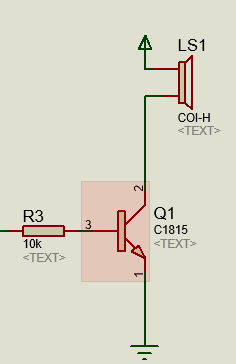 LS1
COI-H
<TEXT>
2
Q1
C1815
<TEXT>
3
R3
10k
<TEXT>
1